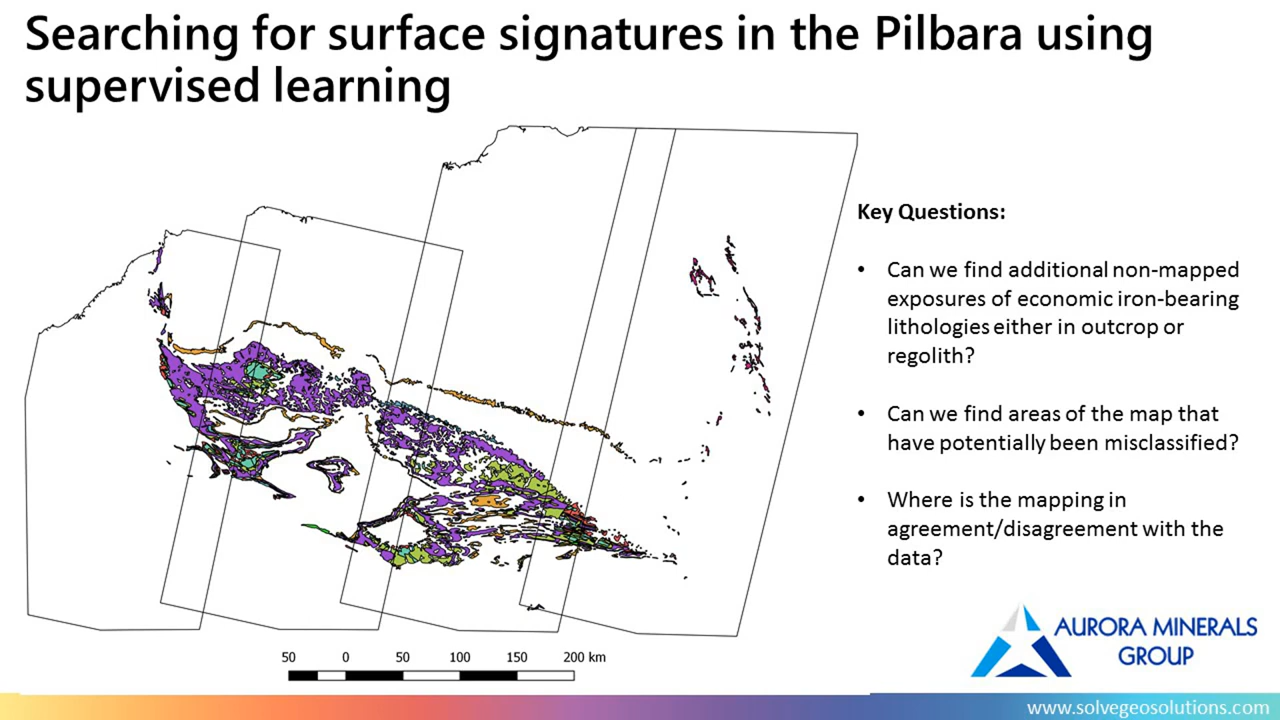 Searching for surface signatures in the Pilbara using
supervised learning
Key Questions:
• Can we find additional non-mapped
exposures of economic iron-bearing
lithologies either in outcrop or
regolith?
• Can we find areas of the map that
have potentially been misclassified?
• Where is the mapping in
agreement/disagreement with the
data?
50 0 50 100 150 200 km
AURORA MINERALS
GROUP
www.solvegeosolutions.com